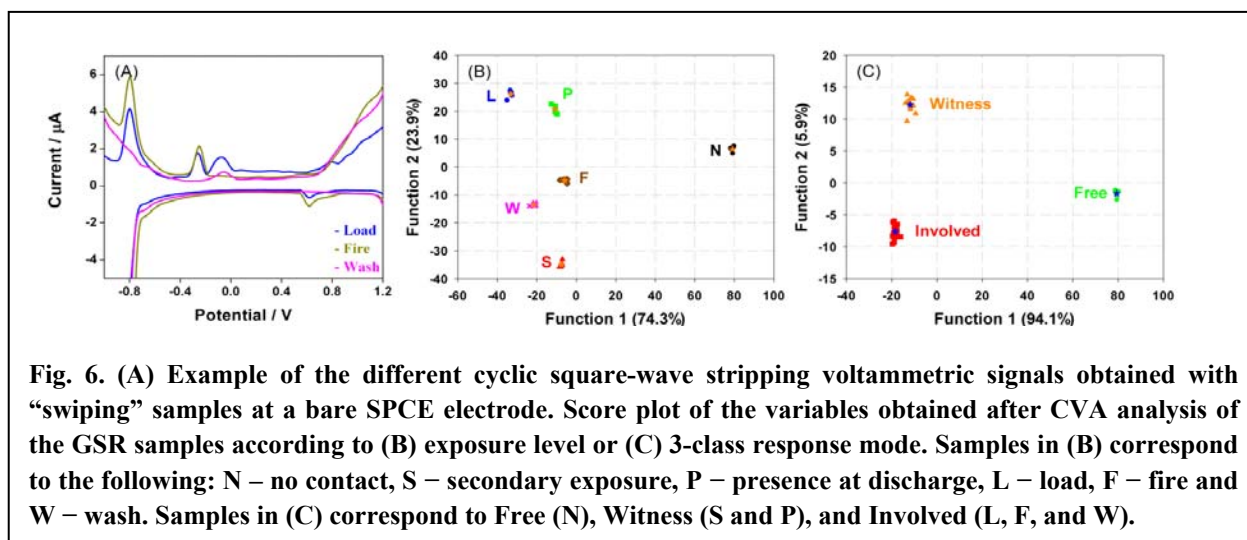 (A)
6
4
2
0
-2
4
Current / µA
- Load
- Fire
- Wash
-0.8 -0.4 0.0 0.6 1.2
Potential / V
(B)
40
30
20
10
0
-10
-20
-30
-40
Function 2 (23.9%)
L
P
N
F
W
S
-60 -40 -20 0 20 40 60 80 100
Function 1 (74.3%)
(C)
20
15
10
5
0
-5
-10
-15
Function 2 (5.9%)
Witness
Free
Involved
-40 -20 0 20 40 60 80 100
Function 1 (94.1%)
Fig. 6. (A) Example of the different cyclic square-wave stripping voltammetric signals obtained with
“swiping” samples at a bare SPCE electrode. Score plot of the variables obtained after CVA analysis of
the GSR samples according to (B) exposure level or (C) 3-class response mode. Samples in (B) correspond
to the following: N – no contact, S − secondary exposure, P − presence at discharge, L − load, F − fire and
W − wash. Samples in (C) correspond to Free (N), Witness (S and P), and Involved (L, F, and W).